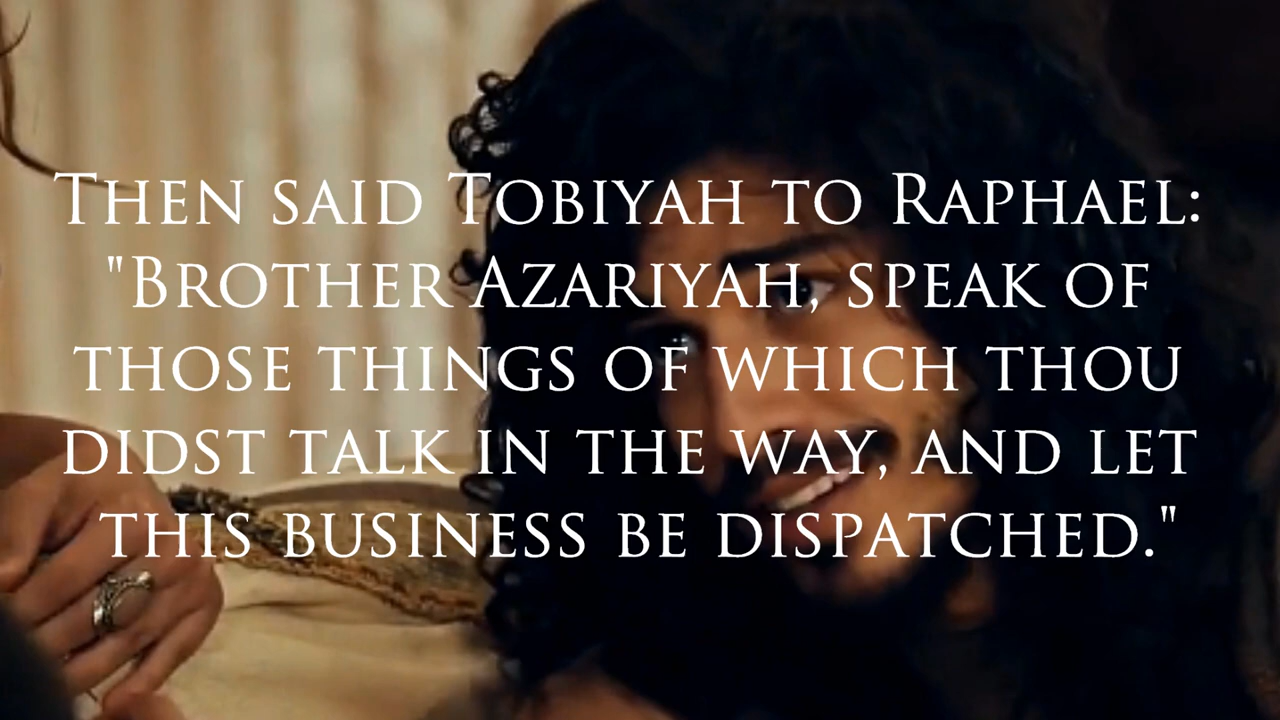 Then said Tobiyah to Raphael:
"Brother Azariyah, speak of
those things of which thou
didst talk in the way, and let
this business be dispatched."